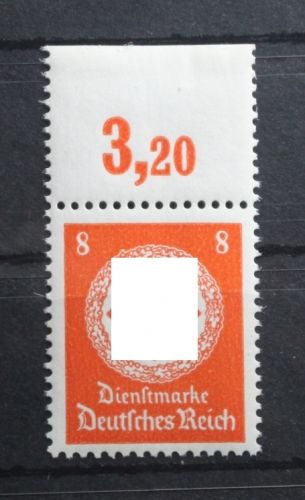 3,20
8 8
Dienstmarke
Deutsches Reich